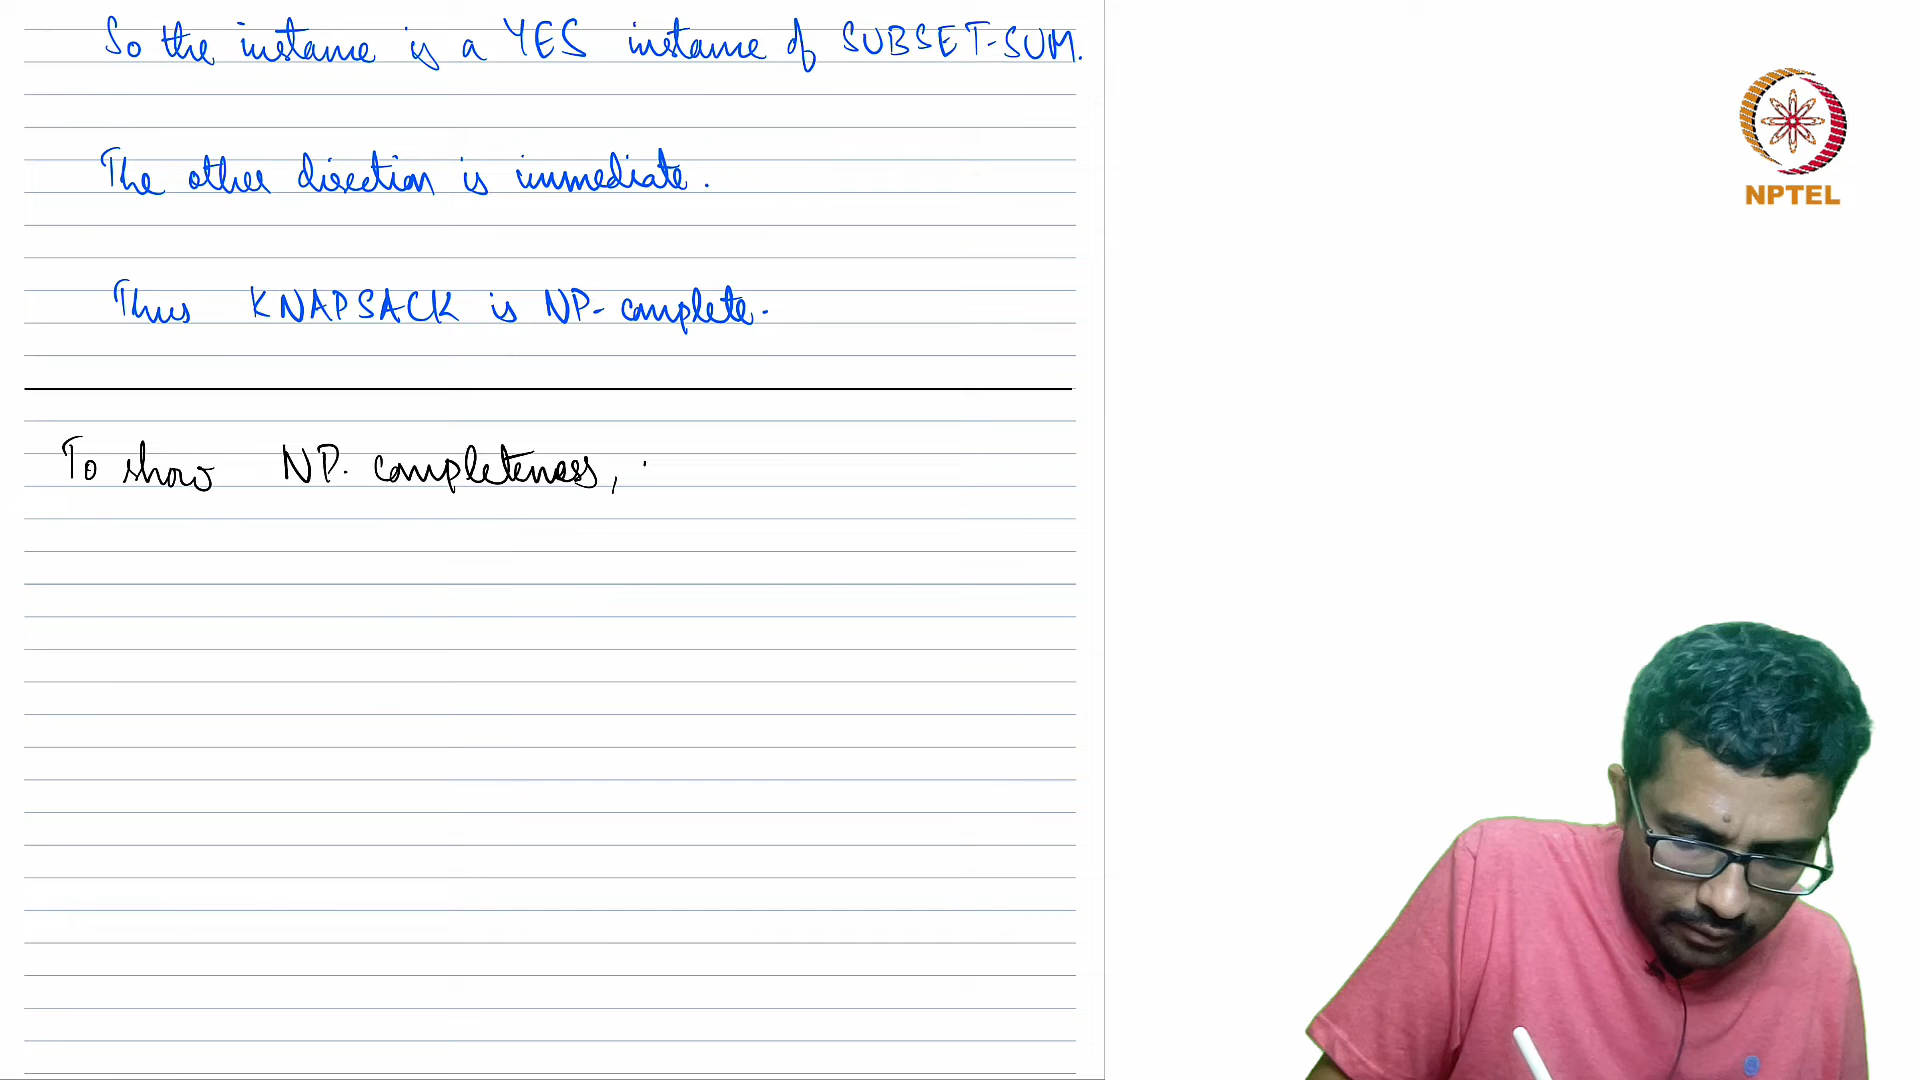 So the instance is a YES instance of SUBSET-SUM.
The other direction is immediate.
Thus KNAPSACK is NP-complete.
To show NP-completeness,
NPTEL